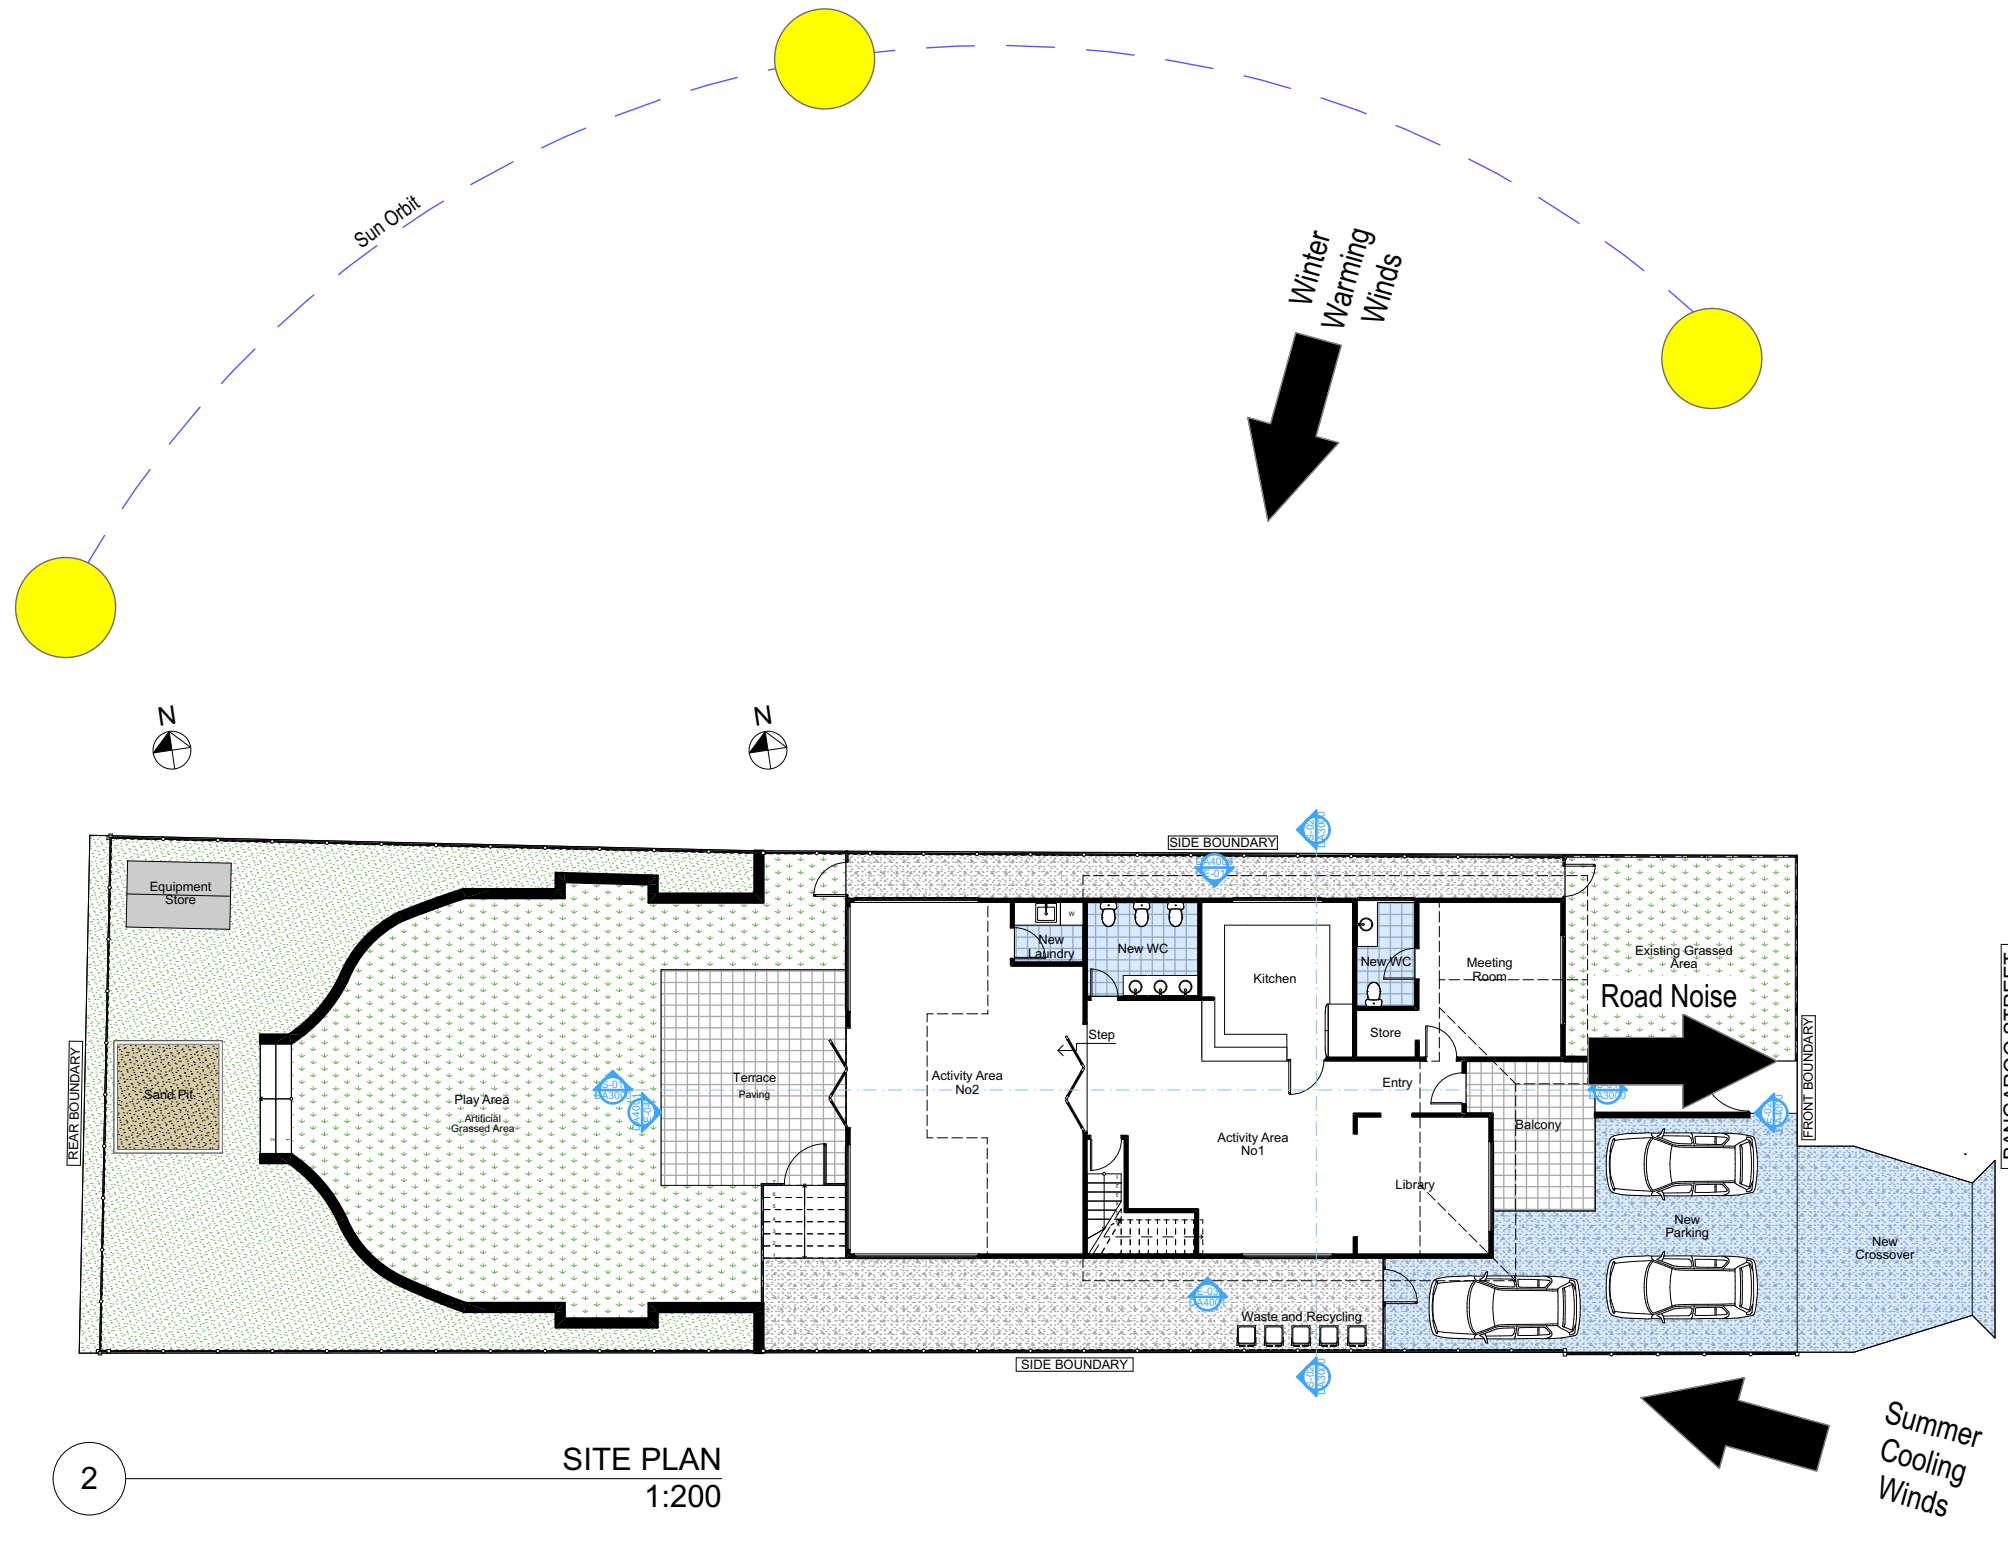 Sun Orbit
Winter
Warming
Winds
N
N
SIDE BOUNDARY
Equipment
Store
New
Laundry
W
New WC
Kitchen
New WC
Meeting
Room
Existing Grassed
Area
Road Noise
Store
Step
REAR BOUNDARY
Sand Pit
Play Area
Artificial
Grassed Area
Terrace
Paving
Activity Area
No2
Entry
Activity Area
No1
Library
Balcony
FRONT BOUNDARY
New
Parking
New
Crossover
Waste and Recycling
SIDE BOUNDARY
Summer
Cooling
Winds
2
SITE PLAN
1:200